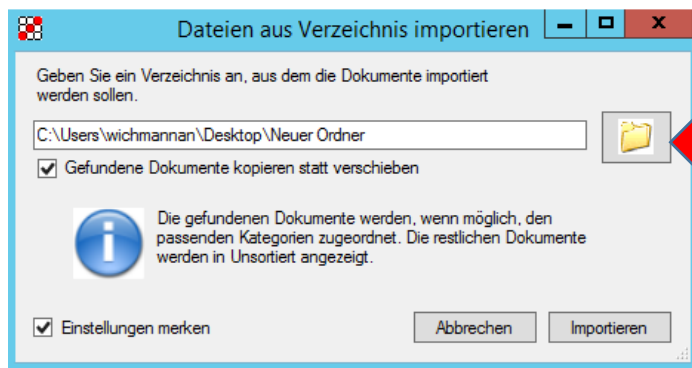 Dateien aus Verzeichnis importieren
Geben Sie ein Verzeichnis an, aus dem die Dokumente importiert
werden sollen.
C:\Users\wichmannan\Desktop\Neuer Ordner
Gefundene Dokumente kopieren statt verschieben
Die gefundenen Dokumente werden, wenn möglich, den
passenden Kategorien zugeordnet. Die restlichen Dokumente
werden in Unsortiert angezeigt.
Einstellungen merken
Abbrechen
Importieren